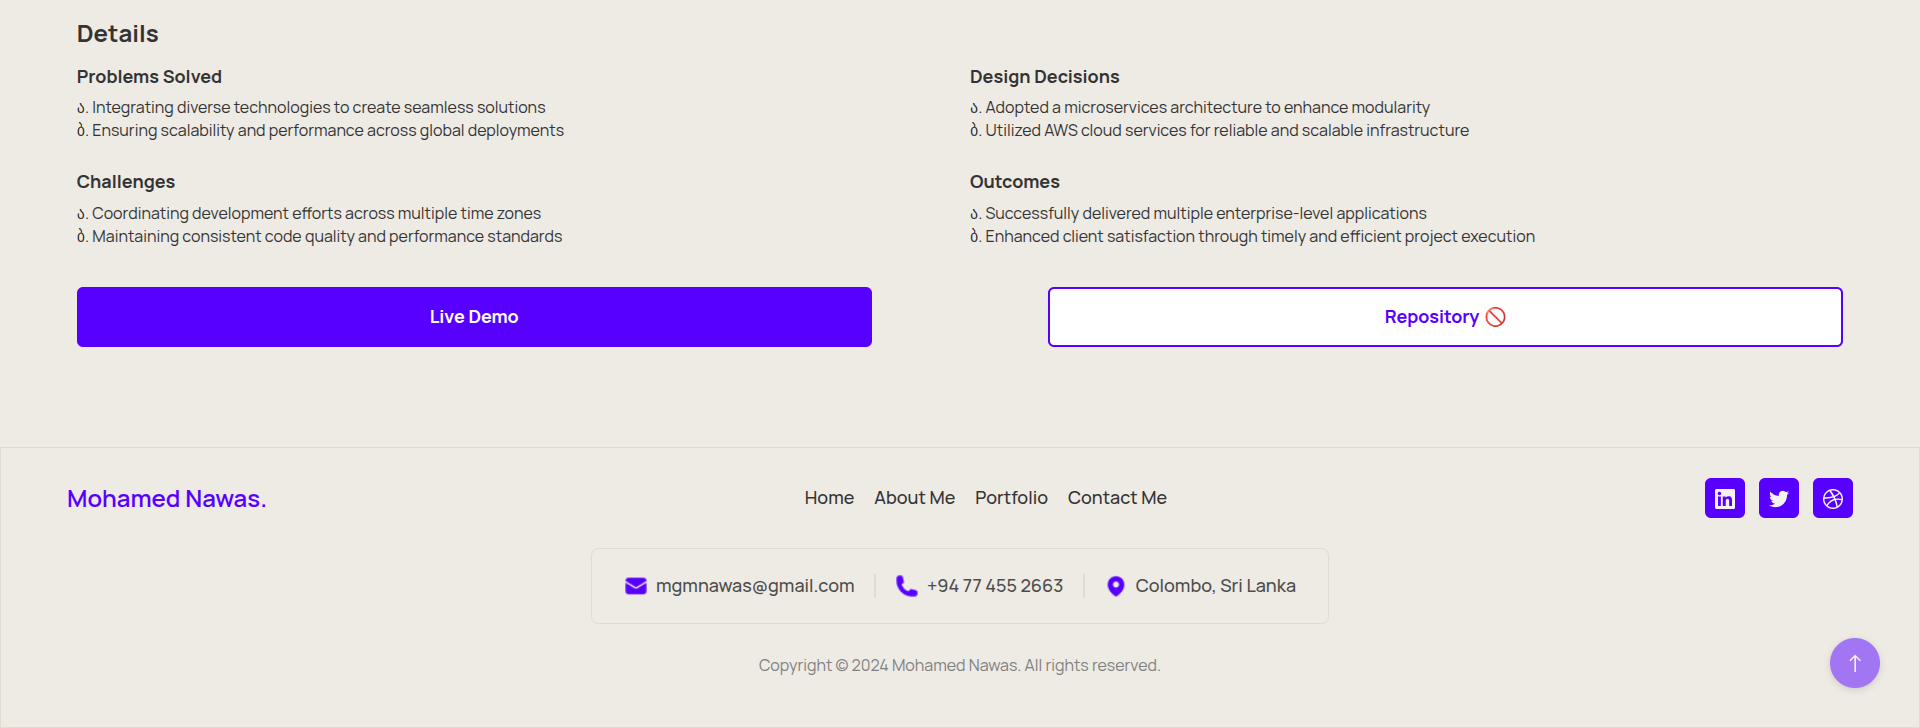 Details
Problems Solved
ა. Integrating diverse technologies to create seamless solutions
ბ. Ensuring scalability and performance across global deployments
Design Decisions
ა. Adopted a microservices architecture to enhance modularity
ბ. Utilized AWS cloud services for reliable and scalable infrastructure
Challenges
ა. Coordinating development efforts across multiple time zones
ბ. Maintaining consistent code quality and performance standards
Outcomes
ა. Successfully delivered multiple enterprise-level applications
ბ. Enhanced client satisfaction through timely and efficient project execution
Live Demo
Repository 🚫
Mohamed Nawas.
Home About Me Portfolio Contact Me
mgmnawas@gmail.com
+94 77 455 2663
Colombo, Sri Lanka
Copyright © 2024 Mohamed Nawas. All rights reserved.